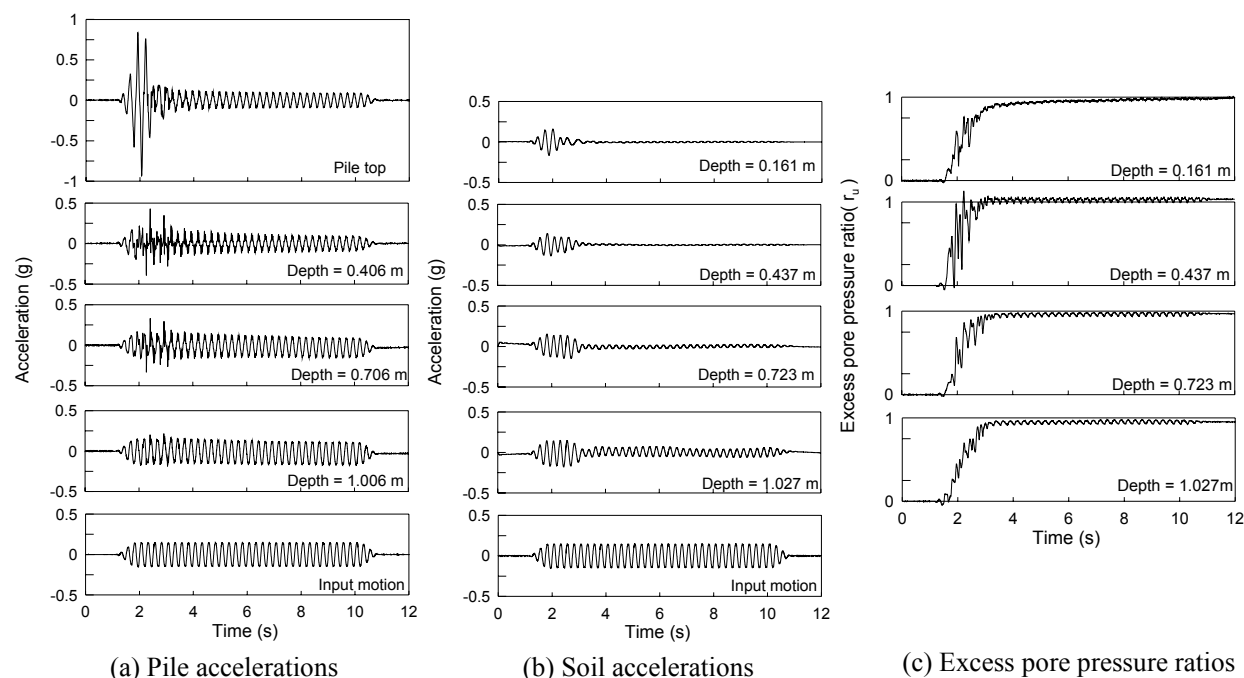 1
0.5
0
-0.5
-1
Pile top
0.5
0
-0.5
Depth = 0.406 m
0.5
0
-0.5
Depth = 0.706 m
0.5
0
-0.5
Depth = 1.006 m
0.5
0
-0.5
Input motion
0 2 4 6 8 10 12
Time (s)
Acceleration (g)
(a) Pile accelerations
0.5
0
-0.5
Depth = 0.161 m
0.5
0
-0.5
Depth = 0.437 m
0.5
0
-0.5
Depth = 0.723 m
0.5
0
-0.5
Depth = 1.027 m
0.5
0
-0.5
Input motion
0 2 4 6 8 10 12
Time (s)
Acceleration (g)
(b) Soil accelerations
1
0
Depth = 0.161 m
1
0
Depth = 0.437 m
1
0
Depth = 0.723 m
1
0
Depth = 1.027m
0 2 4 6 8 10 12
Time (s)
Excess pore pressure ratio( r_u )
(c) Excess pore pressure ratios